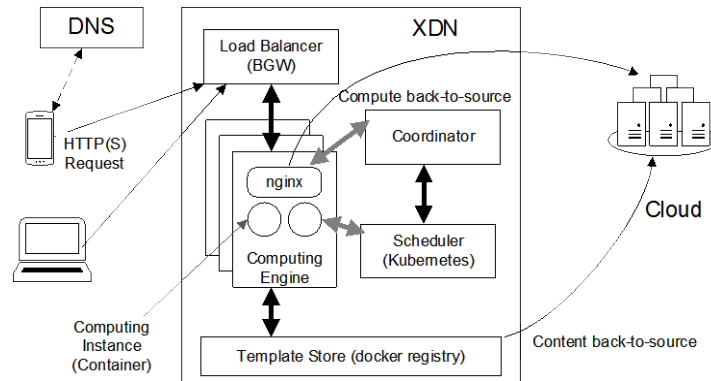 DNS
XDN
Load Balancer
(BGW)
HTTP(S)
Request
Compute back-to-source
Coordinator
nginx
Cloud
Scheduler
(Kubernetes)
Computing
Engine
Computing
Instance
(Container)
Template Store (docker registry)
Content back-to-source